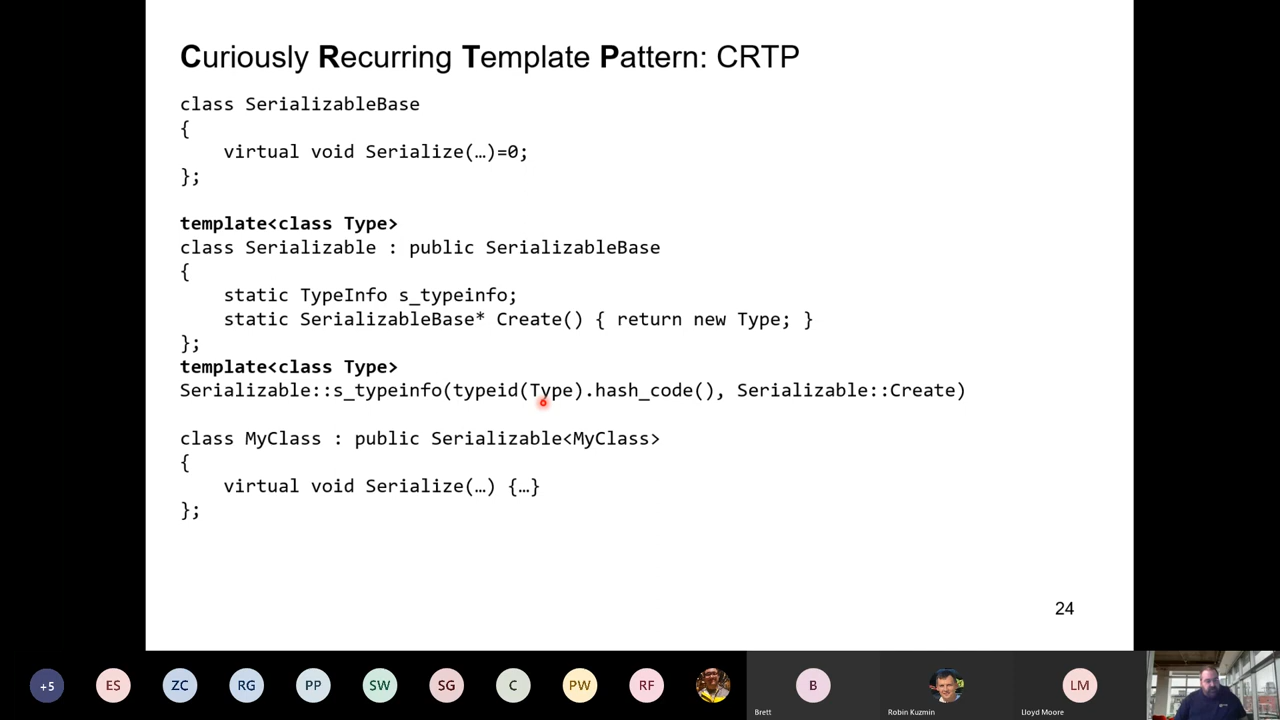 Curiously Recurring Template Pattern: CRTP
class SerializableBase
{
    virtual void Serialize(…)=0;
};
template<class Type>
class Serializable : public SerializableBase
{
    static TypeInfo s_typeinfo;
    static SerializableBase* Create() { return new Type; }
};
template<class Type>
Serializable::s_typeinfo(typeid(Type).hash_code(), Serializable::Create)
class MyClass : public Serializable<MyClass>
{
    virtual void Serialize(…) {…}
};
24
+5 ES ZC RG PP SW SG C PW RF B LM
Brett Robin Kuzmin Lloyd Moore